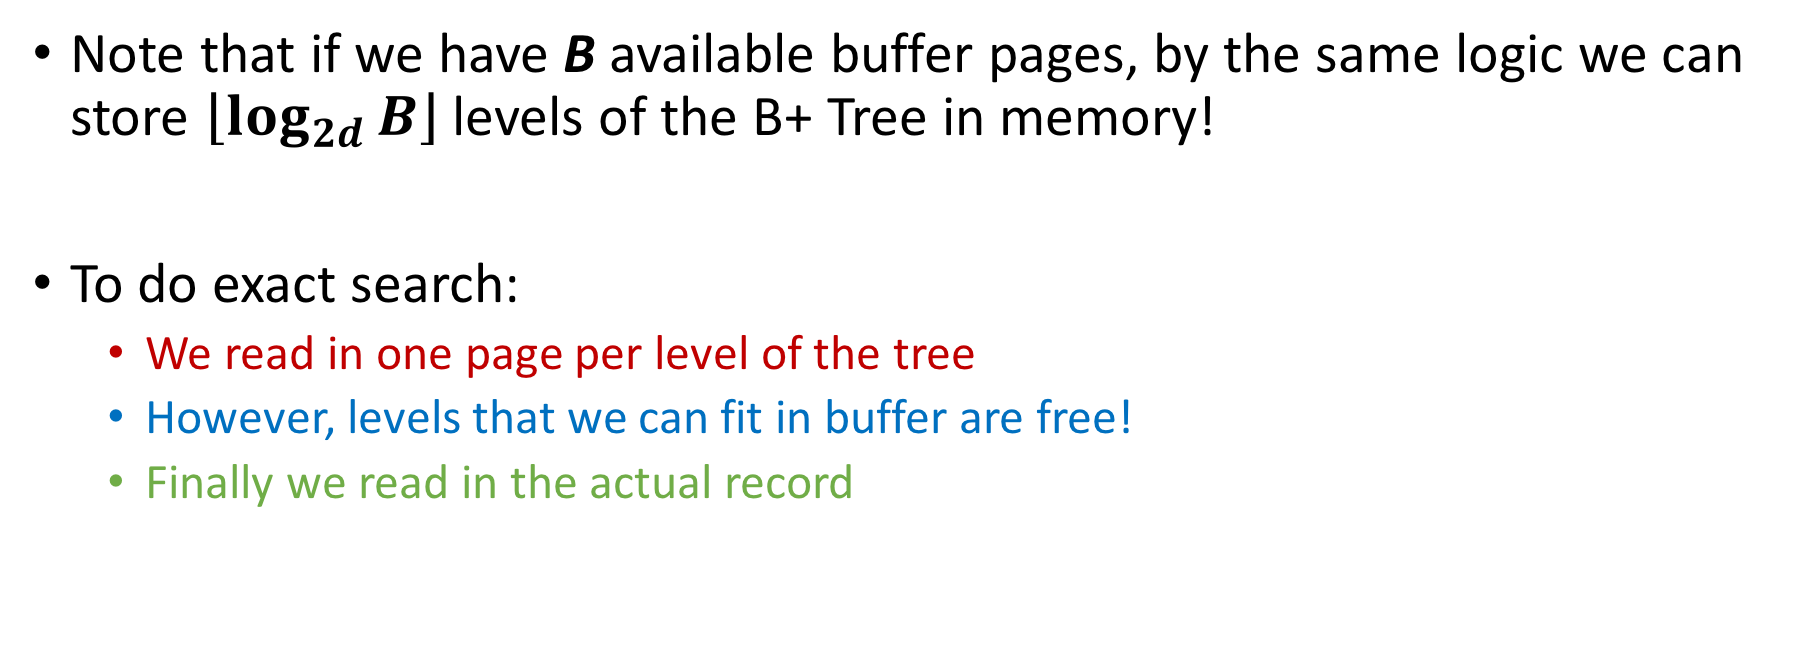 • Note that if we have B available buffer pages, by the same logic we can
store ⌊log₂d B⌋ levels of the B+ Tree in memory!
• To do exact search:
• We read in one page per level of the tree
• However, levels that we can fit in buffer are free!
• Finally we read in the actual record